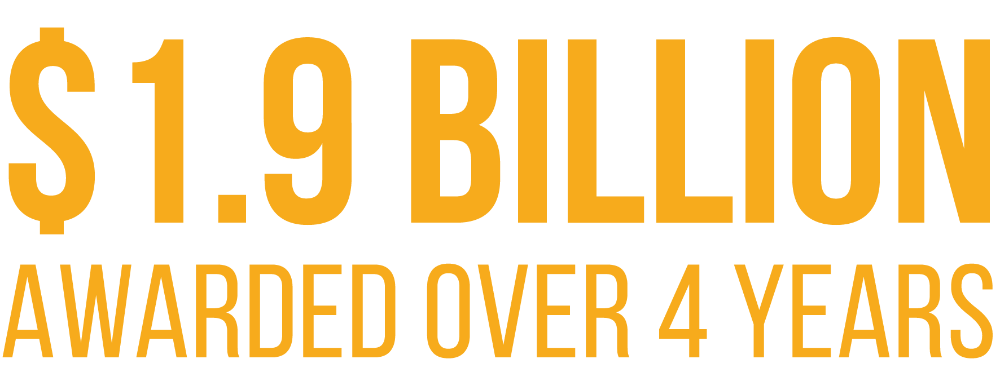 $1.9 BILLION
AWARDED OVER 4 YEARS